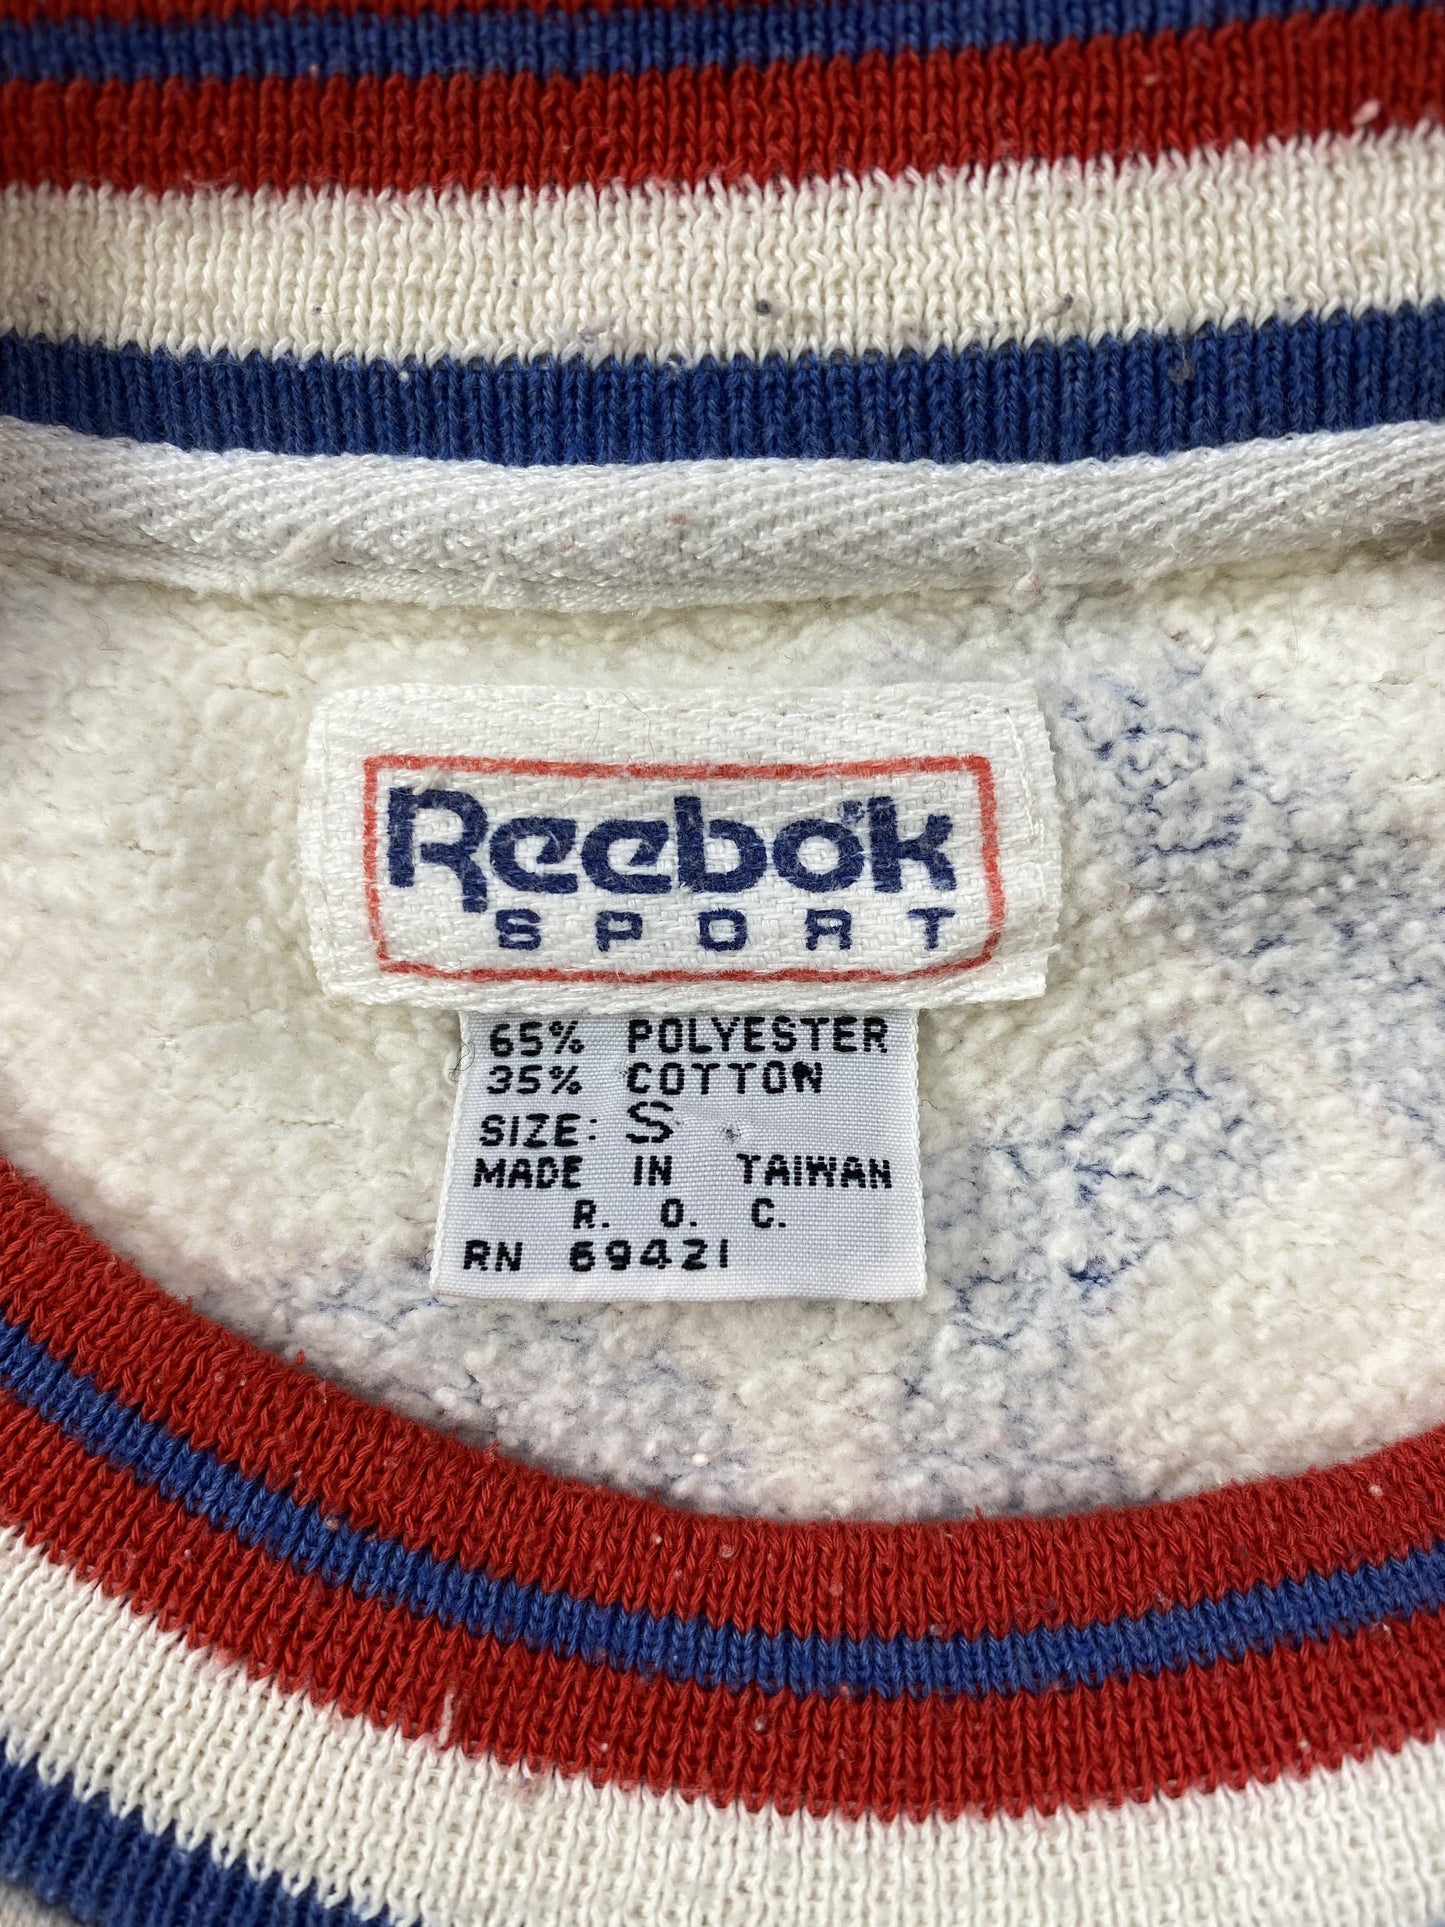 Reebok
SPORT
65% POLYESTER
35% COTTON
SIZE: S
MADE IN TAIWAN
R. O. C.
RN 69421